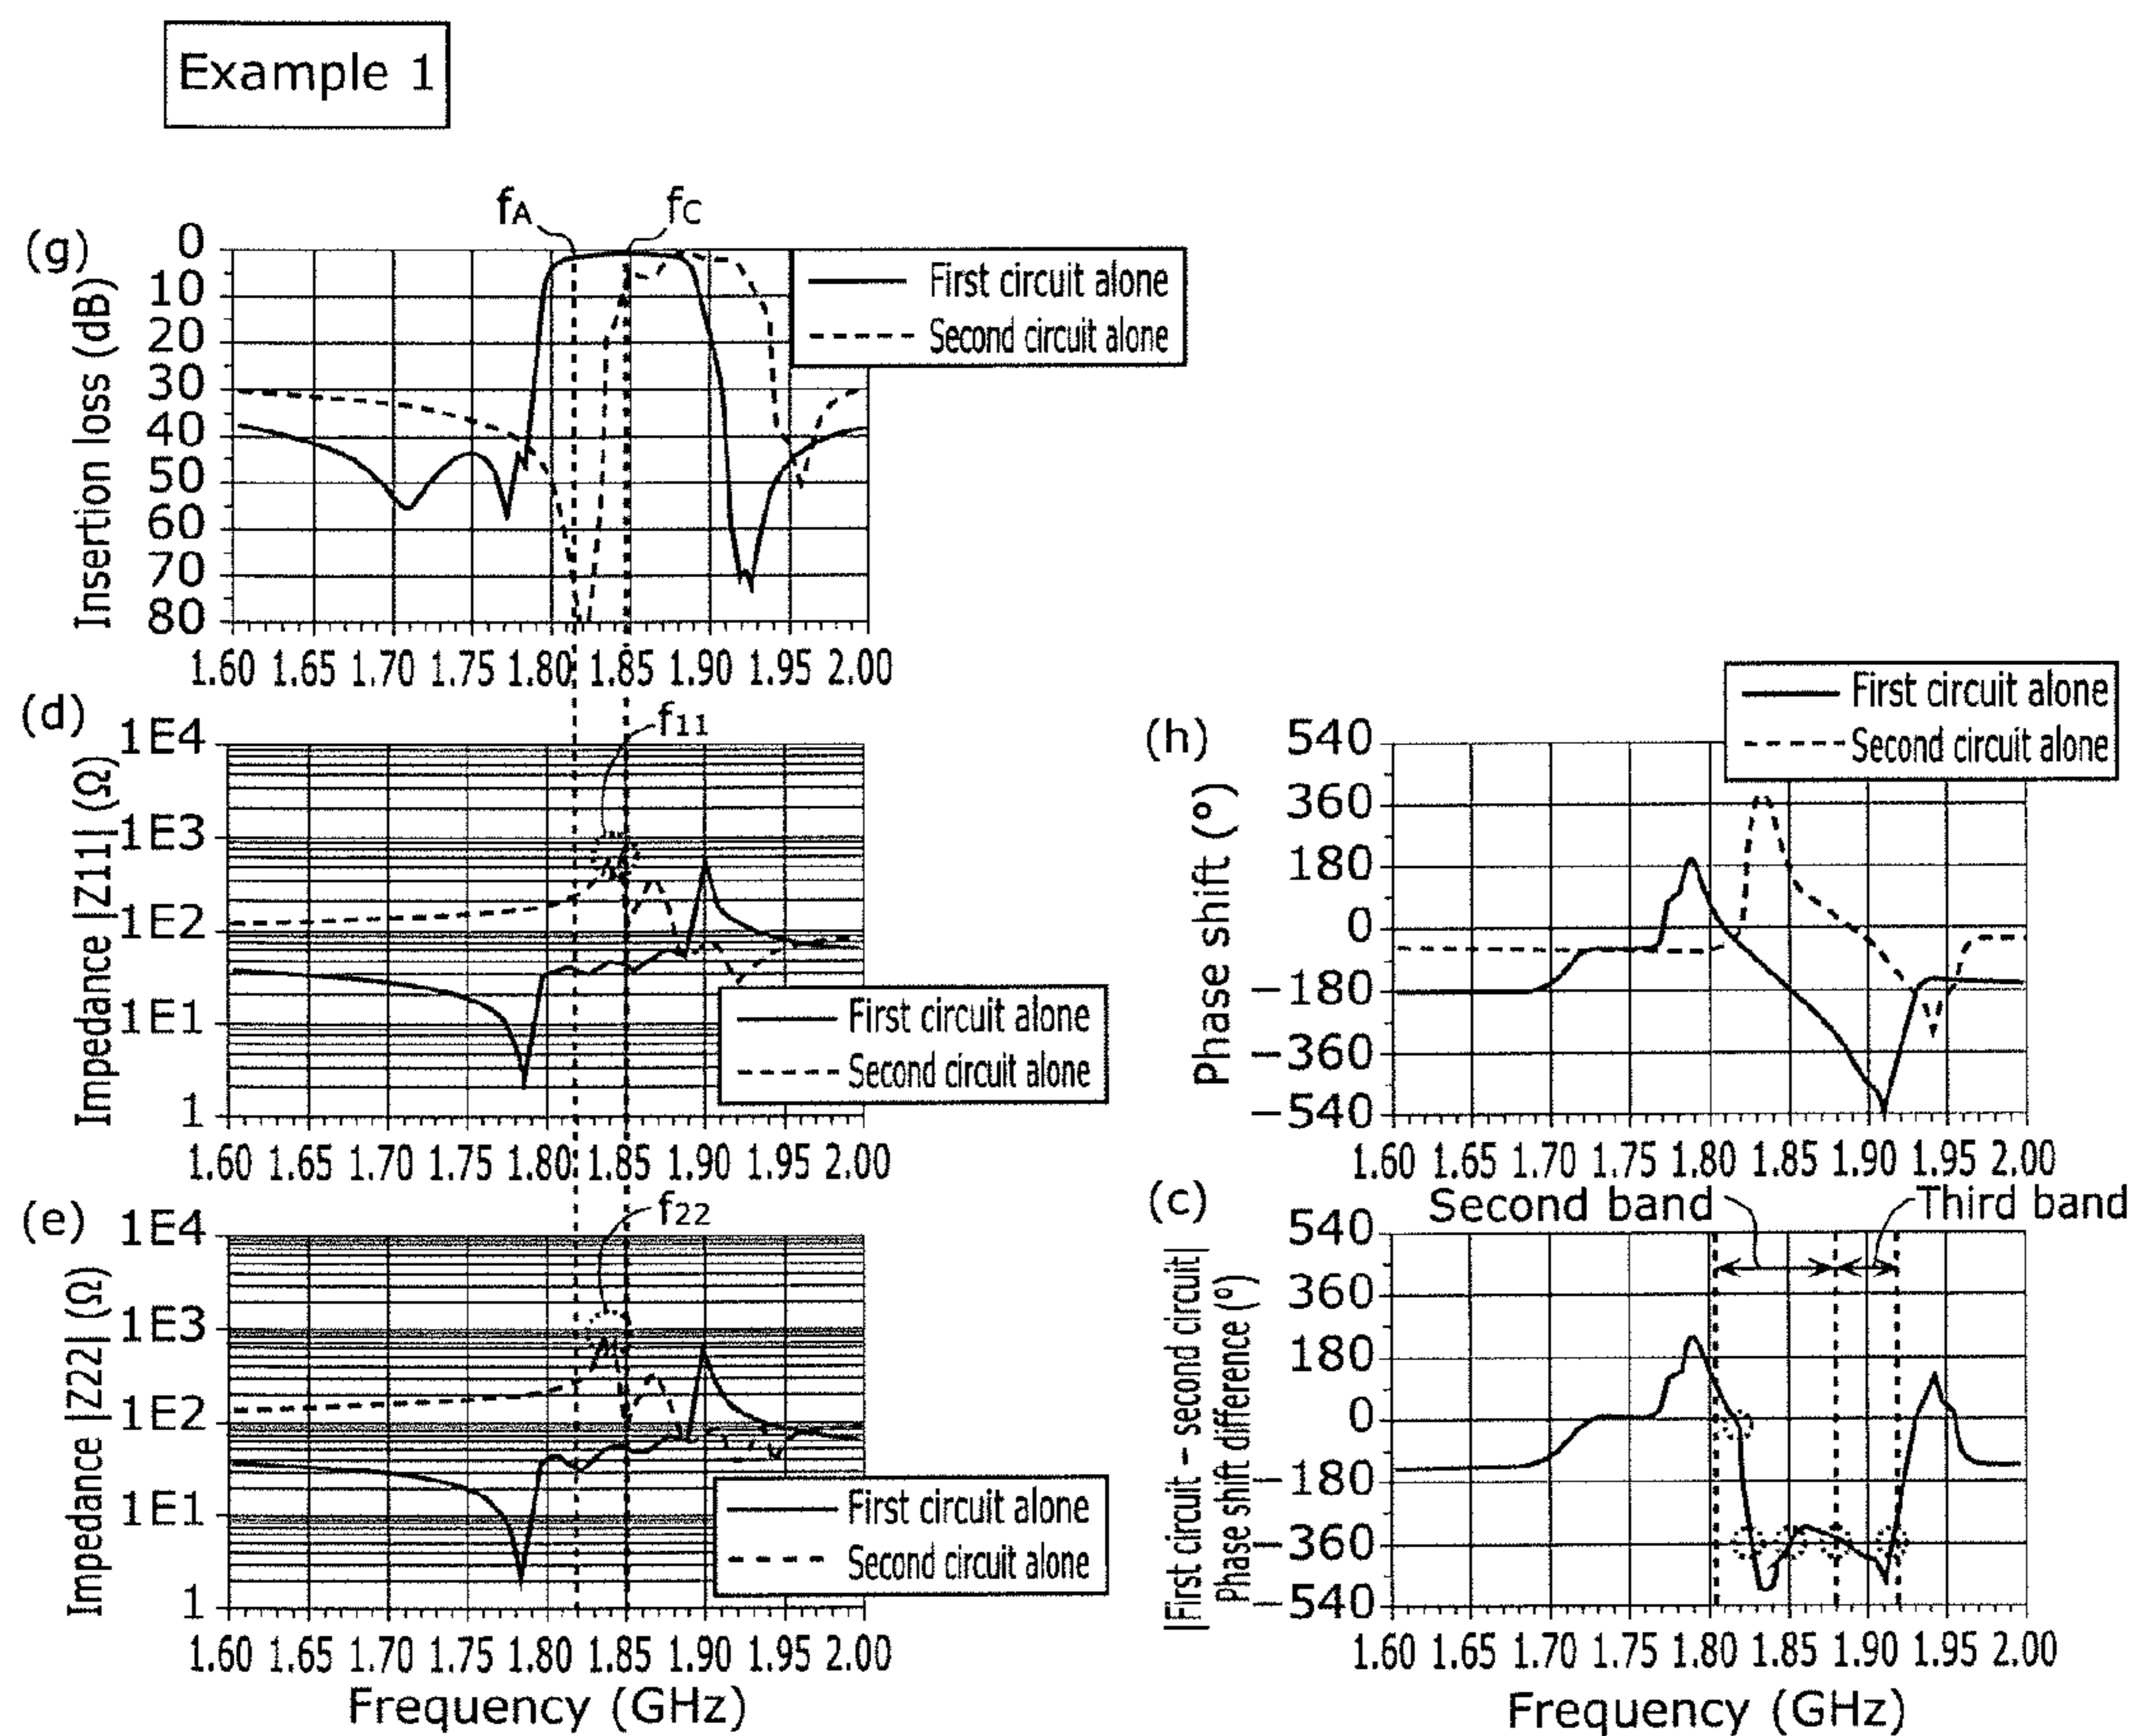 Example 1
(g)
fA
fC
Insertion loss (dB)
0
10
20
30
40
50
60
70
80
First circuit alone
Second circuit alone
1.60 1.65 1.70 1.75 1.80 1.85 1.90 1.95 2.00
(d)
f11
Impedance |Z11| (Ω)
1E4
1E3
1E2
1E1
1
First circuit alone
Second circuit alone
1.60 1.65 1.70 1.75 1.80 1.85 1.90 1.95 2.00
(e)
f22
Impedance |Z22| (Ω)
1E4
1E3
1E2
1E1
1
First circuit alone
Second circuit alone
1.60 1.65 1.70 1.75 1.80 1.85 1.90 1.95 2.00
Frequency (GHz)
(h)
First circuit alone
Second circuit alone
Phase shift (°)
540
360
180
0
−180
−360
−540
1.60 1.65 1.70 1.75 1.80 1.85 1.90 1.95 2.00
(c)
Second band
Third band
|First circuit – second circuit|
Phase shift difference (°)
540
360
180
0
−180
−360
−540
1.60 1.65 1.70 1.75 1.80 1.85 1.90 1.95 2.00
Frequency (GHz)